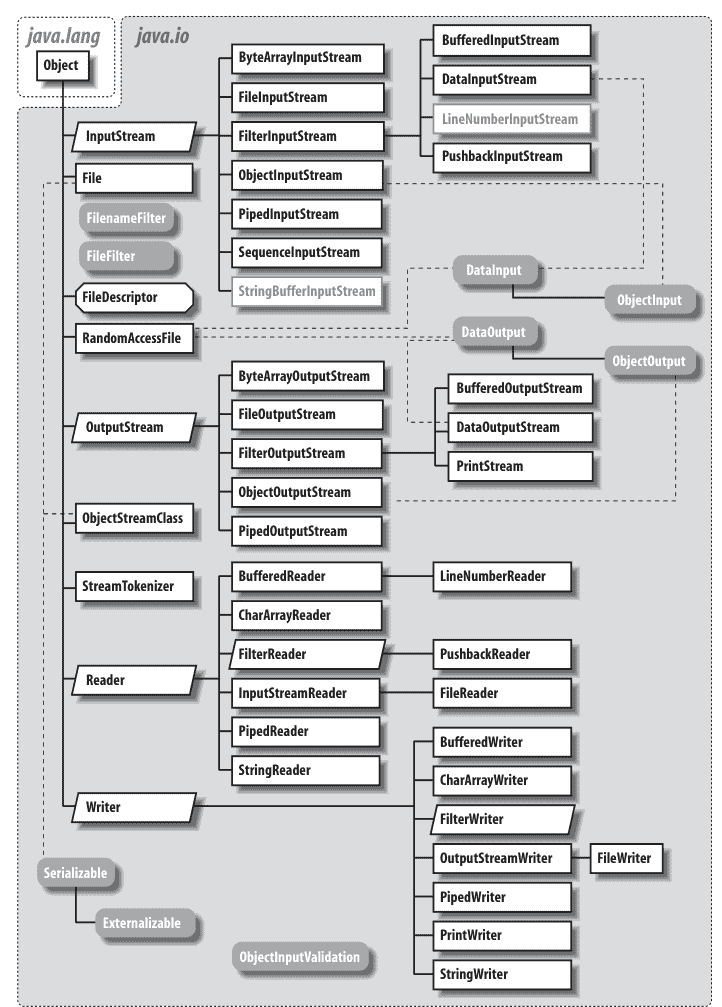 java.lang
java.io
Object
InputStream
File
FilenameFilter
FileFilter
FileDescriptor
RandomAccessFile
OutputStream
ObjectStreamClass
StreamTokenizer
Reader
Writer
Serializable
Externalizable
ByteArrayInputStream
FileInputStream
FilterInputStream
ObjectInputStream
PipedInputStream
SequenceInputStream
StringBufferInputStream
BufferedInputStream
DataInputStream
LineNumberInputStream
PushbackInputStream
DataInput
ObjectInput
DataOutput
ObjectOutput
ByteArrayOutputStream
FileOutputStream
FilterOutputStream
ObjectOutputStream
PipedOutputStream
BufferedOutputStream
DataOutputStream
PrintStream
BufferedReader
CharArrayReader
FilterReader
InputStreamReader
PipedReader
StringReader
LineNumberReader
PushbackReader
FileReader
BufferedWriter
CharArrayWriter
FilterWriter
OutputStreamWriter
FileWriter
PipedWriter
PrintWriter
StringWriter
ObjectInputValidation